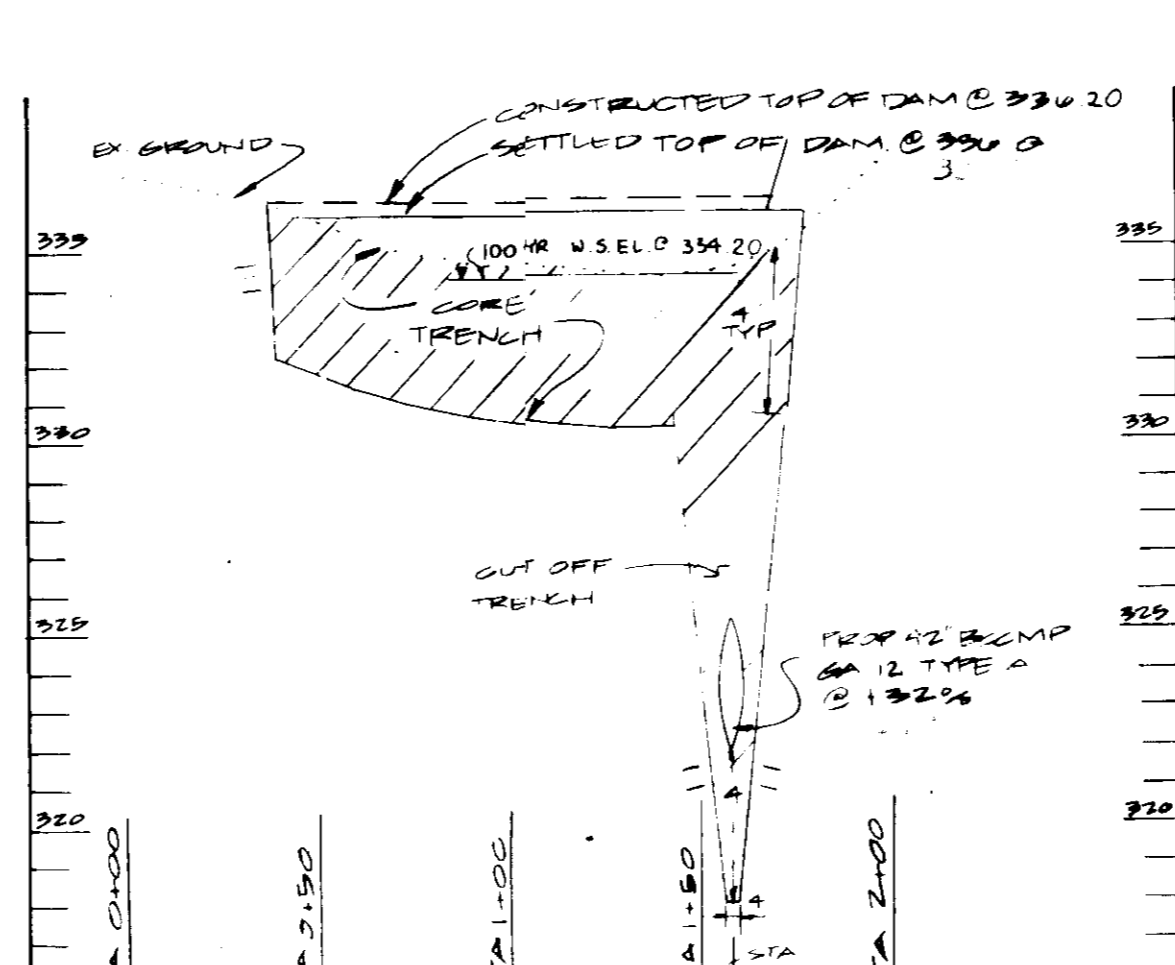 CONSTRUCTED TOP OF DAM @ 336.20
EX. GROUND
SETTLED TOP OF DAM @ 336 0
335
335
100 YR W.S.EL. @ 334.20
CORE
TRENCH
4
TYP
330
330
CUT OFF
TRENCH
325
325
PROP 42" BCCMP
GA 12 TYPE A
@ 1 32%
4
320
320
0+00
+50
1+00
1+50
2+00
4
STA